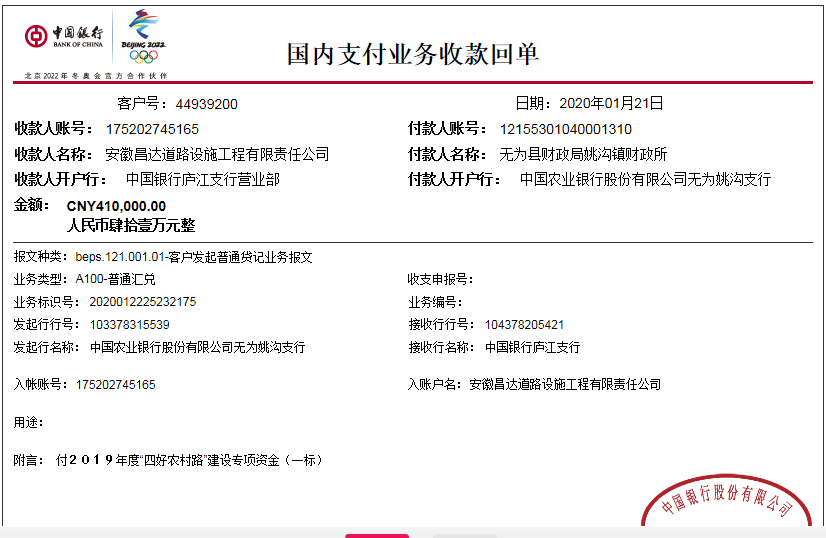 中国银行
BANK OF CHINA
BEIJING 2022
北京2022年冬奥会官方合作伙伴
国内支付业务收款回单
客户号：44939200 日期：2020年01月21日
收款人账号：175202745165 付款人账号：12155301040001310
收款人名称：安徽昌达道路设施工程有限责任公司 付款人名称：无为县财政局姚沟镇财政所
收款人开户行：中国银行庐江支行营业部 付款人开户行：中国农业银行股份有限公司无为姚沟支行
金额：CNY410,000.00
人民币肆拾壹万元整
报文种类：beps.121.001.01-客户发起普通贷记业务报文
业务类型：A100-普通汇兑 收支申报号：
业务标识号：2020012225232175 业务编号：
发起行行号：103378315539 接收行行号：104378205421
发起行名称：中国农业银行股份有限公司无为姚沟支行 接收行名称：中国银行庐江支行
入帐账号：175202745165 入账户名：安徽昌达道路设施工程有限责任公司
用途：
附言：付２０１９年度“四好农村路”建设专项资金（一标）
中国银行股份有限公司